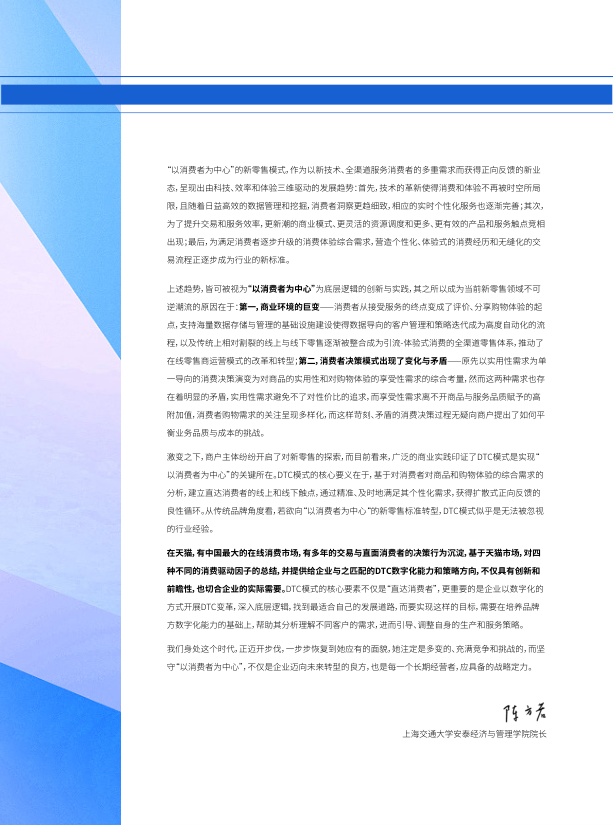 “以消费者为中心”的新零售模式，作为以新技术、全渠道服务消费者的多重需求而获得正向反馈的新业
态，呈现出由科技、效率和体验三维驱动的发展趋势：首先，技术的革新使得消费和体验不再被时空所局
限，且随着日益高效的数据管理和挖掘，消费者洞察更趋细致，相应的实时个性化服务也逐渐完善；其次，
为了提升交易和服务效率，更新潮的商业模式、更灵活的资源调度和更多、更有效的产品和服务触点竞相
出现；最后，为满足消费者逐步升级的消费体验综合需求，营造个性化、体验式的消费经历和无缝化的交
易流程正逐步成为行业的新标准。
上述趋势，皆可被视为“以消费者为中心”为底层逻辑的创新与实践，其之所以成为当前新零售领域不可
逆潮流的原因在于：第一，商业环境的巨变——消费者从接受服务的终点变成了评价、分享购物体验的起
点，支持海量数据存储与管理的基础设施建设使得数据导向的客户管理和策略迭代成为高度自动化的流
程，以及传统上相对割裂的线上与线下零售逐渐被整合成为引流-体验式消费的全渠道零售体系，推动了
在线零售商运营模式的改革和转型；第二，消费者决策模式出现了变化与矛盾——原先以实用性需求为单
一导向的消费决策演变为对商品的实用性和对购物体验的享受性需求的综合考量，然而这两种需求也存
在着明显的矛盾，实用性需求避免不了对性价比的追求，而享受性需求离不开商品与服务品质赋予的高
附加值，消费者购物需求的关注呈现多样化，而这样苛刻、矛盾的消费决策过程无疑向商户提出了如何平
衡业务品质与成本的挑战。
激变之下，商户主体纷纷开启了对新零售的探索，而目前看来，广泛的商业实践印证了DTC模式是实现“
以消费者为中心”的关键所在。DTC模式的核心要义在于，基于对消费者对商品和购物体验的综合需求的
分析，建立直达消费者的线上和线下触点，通过精准、及时地满足其个性化需求，获得扩散式正向反馈的
良性循环。从传统品牌角度看，若欲向“以消费者为中心”的新零售标准转型，DTC模式似乎是无法被忽视
的行业经验。
在天猫，有中国最大的在线消费市场，有多年的交易与直面消费者的决策行为沉淀，基于天猫市场，对四
种不同的消费驱动因子的总结，并提供给企业与之匹配的DTC数字化能力和策略方向，不仅具有创新和
前瞻性，也切合企业的实际需要。DTC模式的核心要素不仅是“直达消费者”，更重要的是企业以数字化的
方式开展DTC变革，深入底层逻辑，找到最适合自己的发展道路，而要实现这样的目标，需要在培养品牌
方数字化能力的基础上，帮助其分析理解不同客户的需求，进而引导、调整自身的生产和服务策略。
我们身处这个时代，正迈开步伐，一步步恢复到她应有的面貌，她注定是多变的、充满竞争和挑战的，而坚
守“以消费者为中心”，不仅是企业迈向未来转型的良方，也是每一个长期经营者，应具备的战略定力。
陈方若
上海交通大学安泰经济与管理学院院长